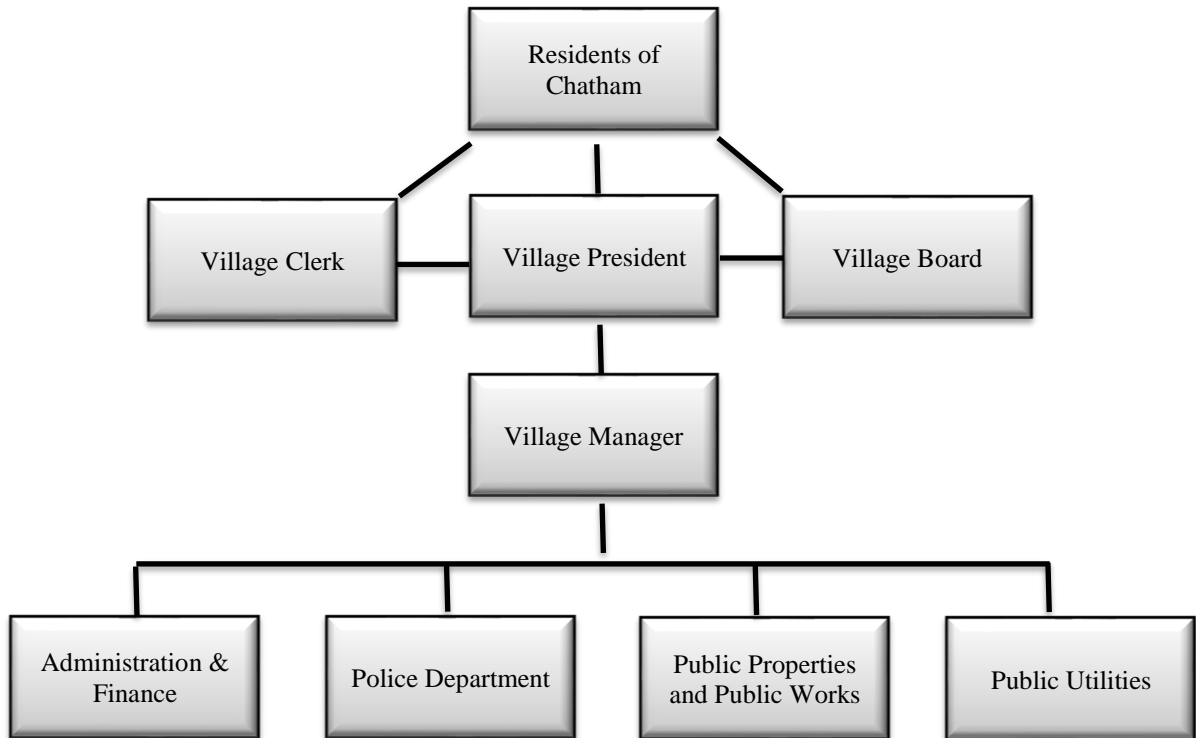 Residents of
Chatham
Village Clerk
Village President
Village Board
Village Manager
Administration &
Finance
Police Department
Public Properties
and Public Works
Public Utilities